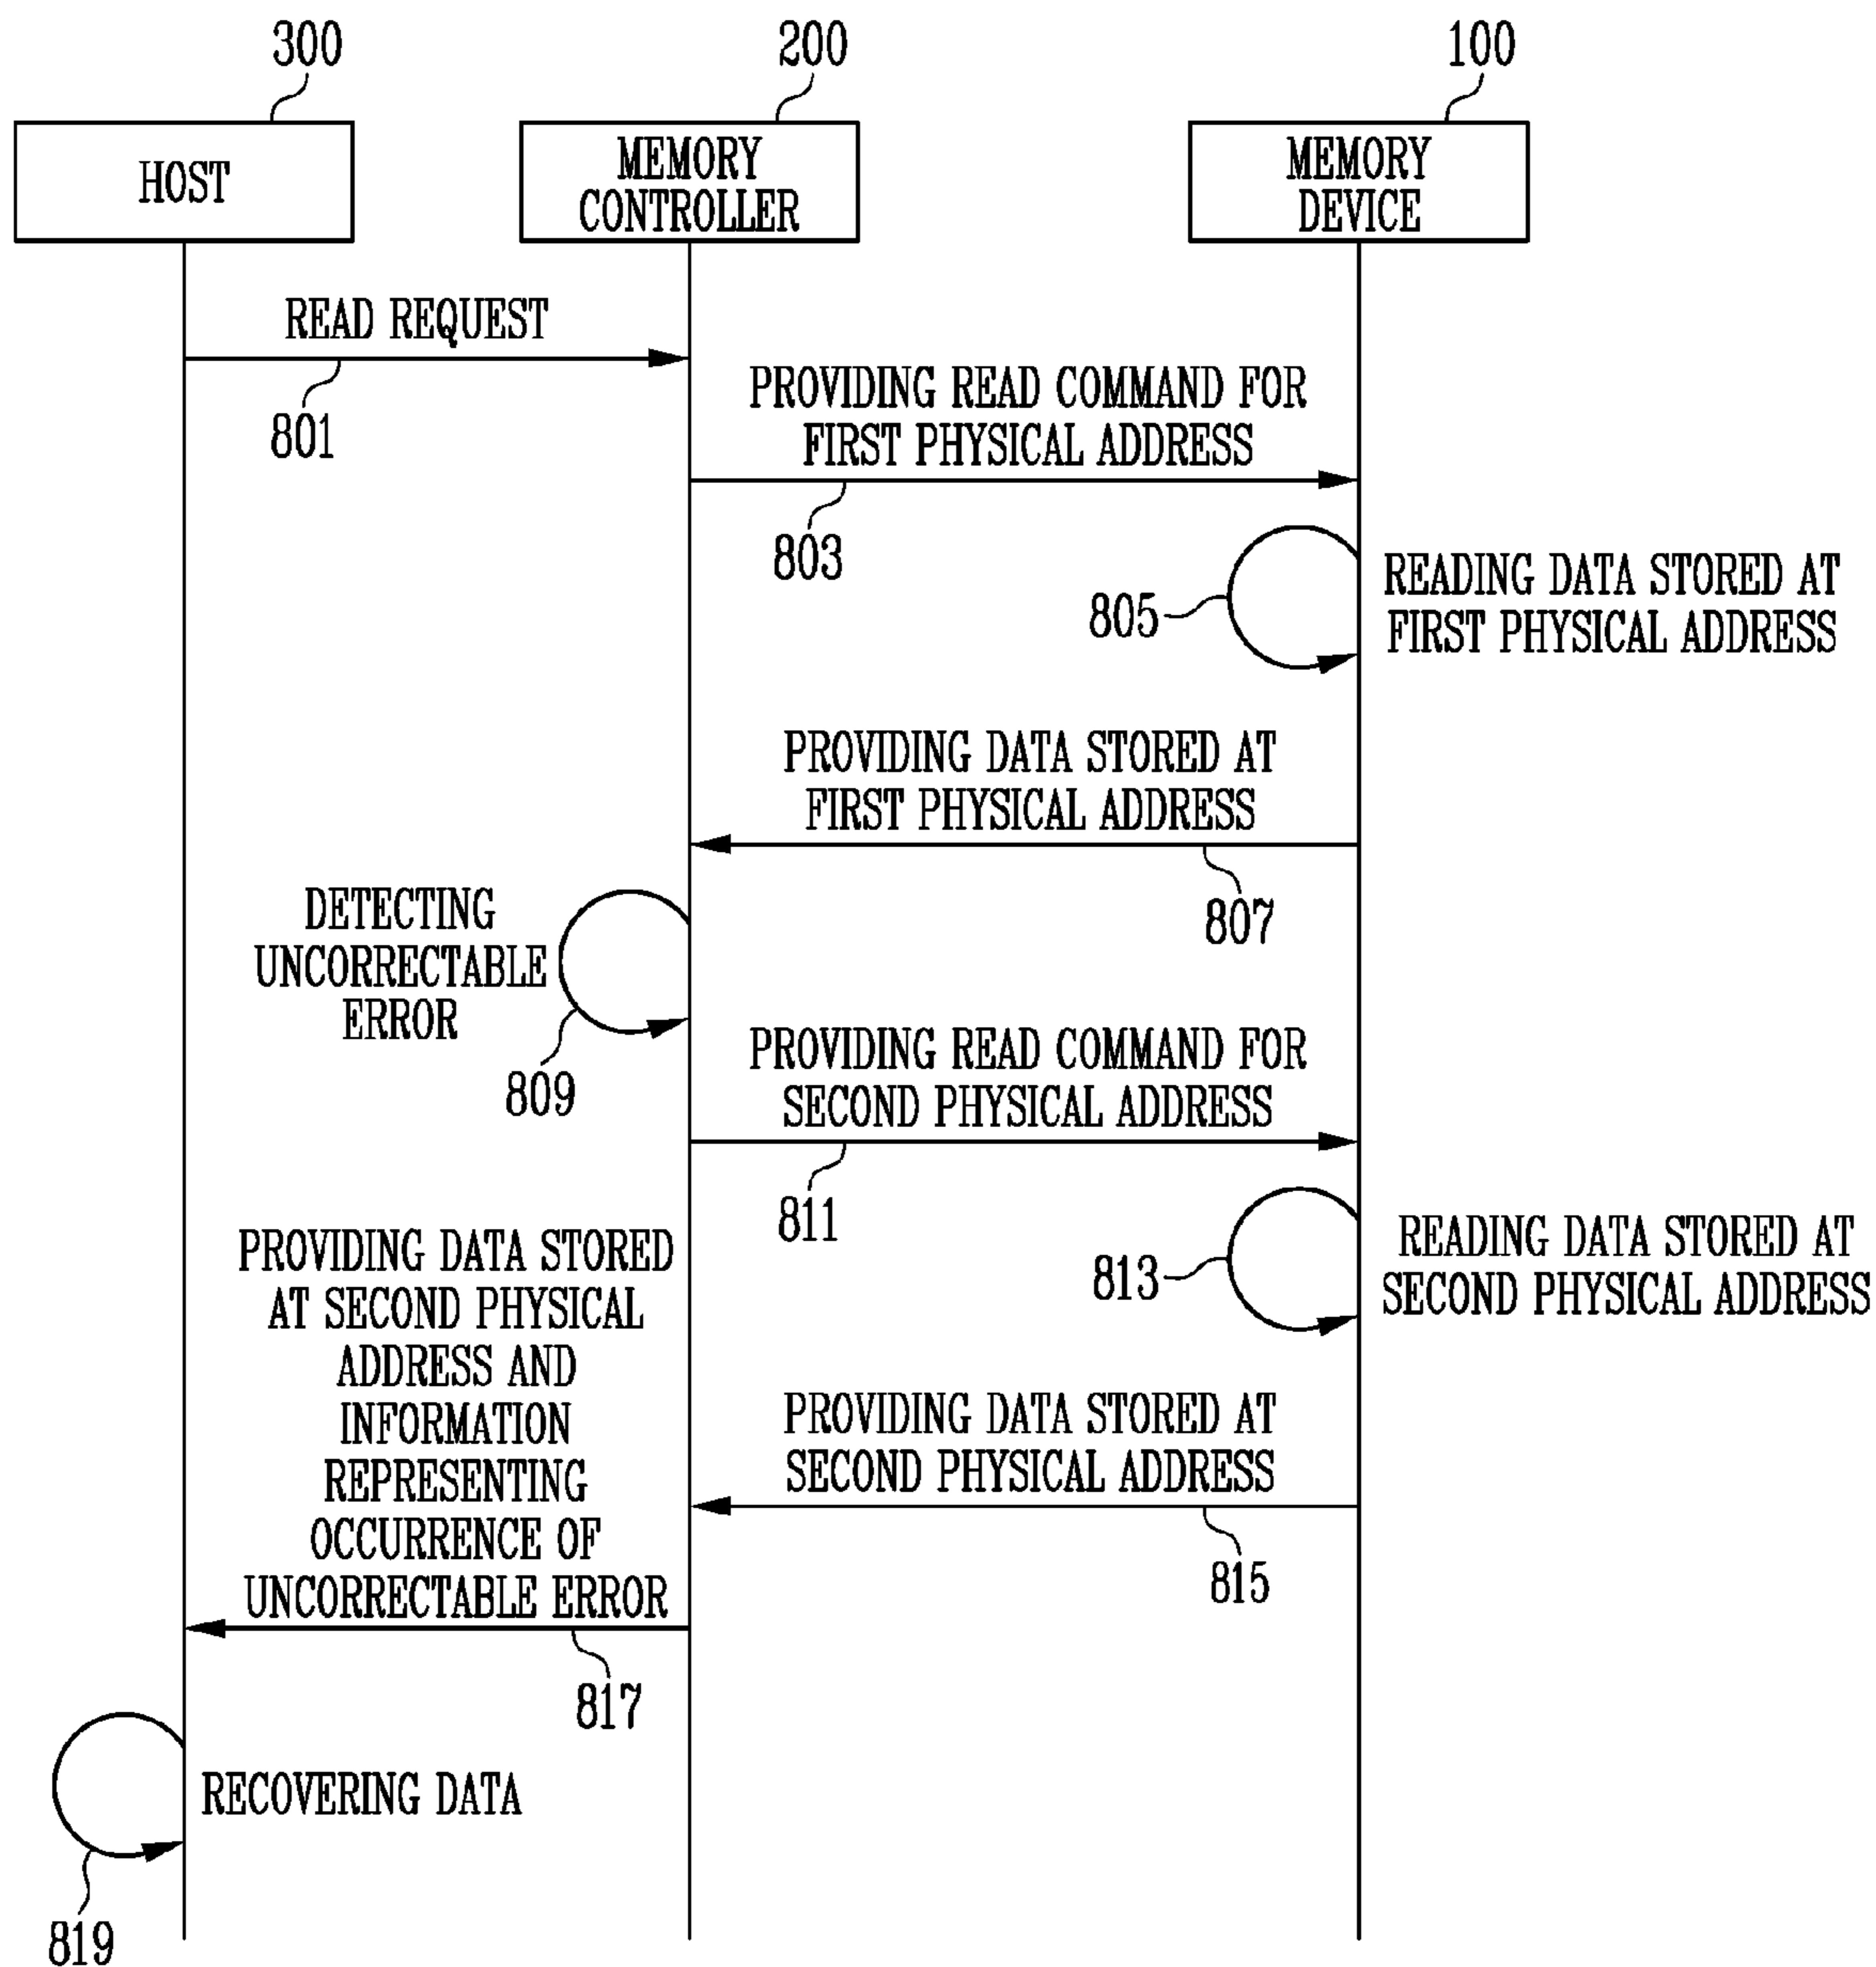 300
200
100
HOST
MEMORY
CONTROLLER
MEMORY
DEVICE
READ REQUEST
801
PROVIDING READ COMMAND FOR
FIRST PHYSICAL ADDRESS
803
805
READING DATA STORED AT
FIRST PHYSICAL ADDRESS
PROVIDING DATA STORED AT
FIRST PHYSICAL ADDRESS
807
DETECTING
UNCORRECTABLE
ERROR
809
PROVIDING READ COMMAND FOR
SECOND PHYSICAL ADDRESS
811
813
READING DATA STORED AT
SECOND PHYSICAL ADDRESS
PROVIDING DATA STORED AT
SECOND PHYSICAL ADDRESS
815
PROVIDING DATA STORED
AT SECOND PHYSICAL
ADDRESS AND
INFORMATION
REPRESENTING
OCCURRENCE OF
UNCORRECTABLE ERROR
817
RECOVERING DATA
819